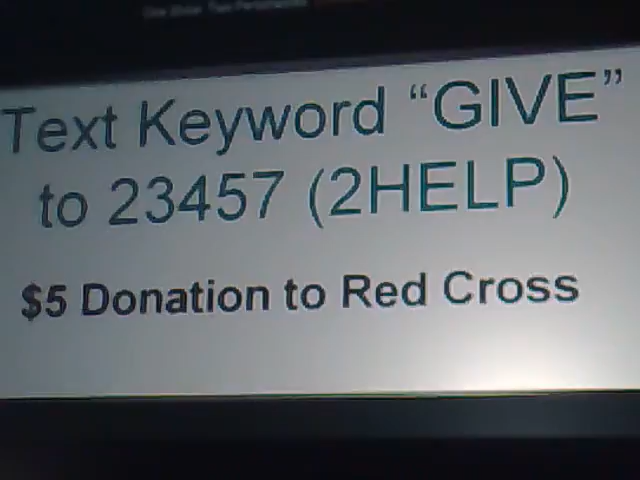 Text Keyword “GIVE”
to 23457 (2HELP)
$5 Donation to Red Cross